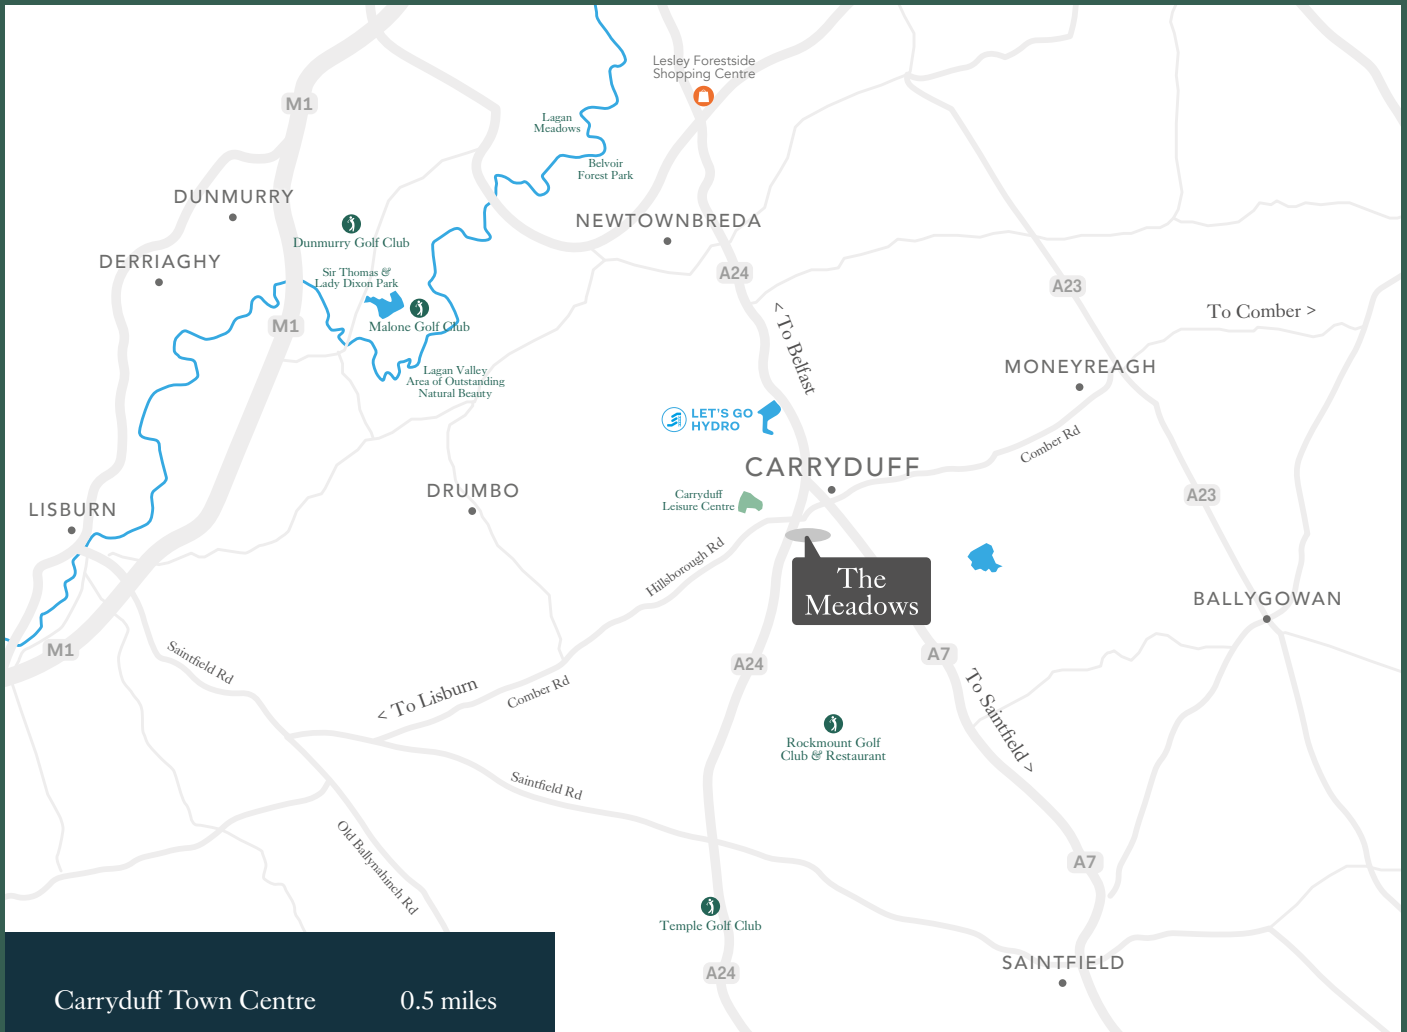 Lesley Forestside
Shopping Centre
M1
Lagan
Meadows
Belvoir
Forest Park
DUNMURRY
NEWTOWNBREDA
Dunmurry Golf Club
DERRIAGHY
Sir Thomas &
Lady Dixon Park
A24
A23
M1
Malone Golf Club
< To Belfast
To Comber >
MONEYREAGH
Lagan Valley
Area of Outstanding
Natural Beauty
LET'S GO
HYDRO
Comber Rd
CARRYDUFF
DRUMBO
Carryduff
Leisure Centre
A23
LISBURN
Hillsborough Rd
The
Meadows
BALLYGOWAN
M1
Saintfield Rd
A24
A7
< To Lisburn
Comber Rd
To Saintfield >
Rockmount Golf
Club & Restaurant
Saintfield Rd
Old Ballynahinch Rd
A7
Temple Golf Club
SAINTFIELD
A24
Carryduff Town Centre 0.5 miles